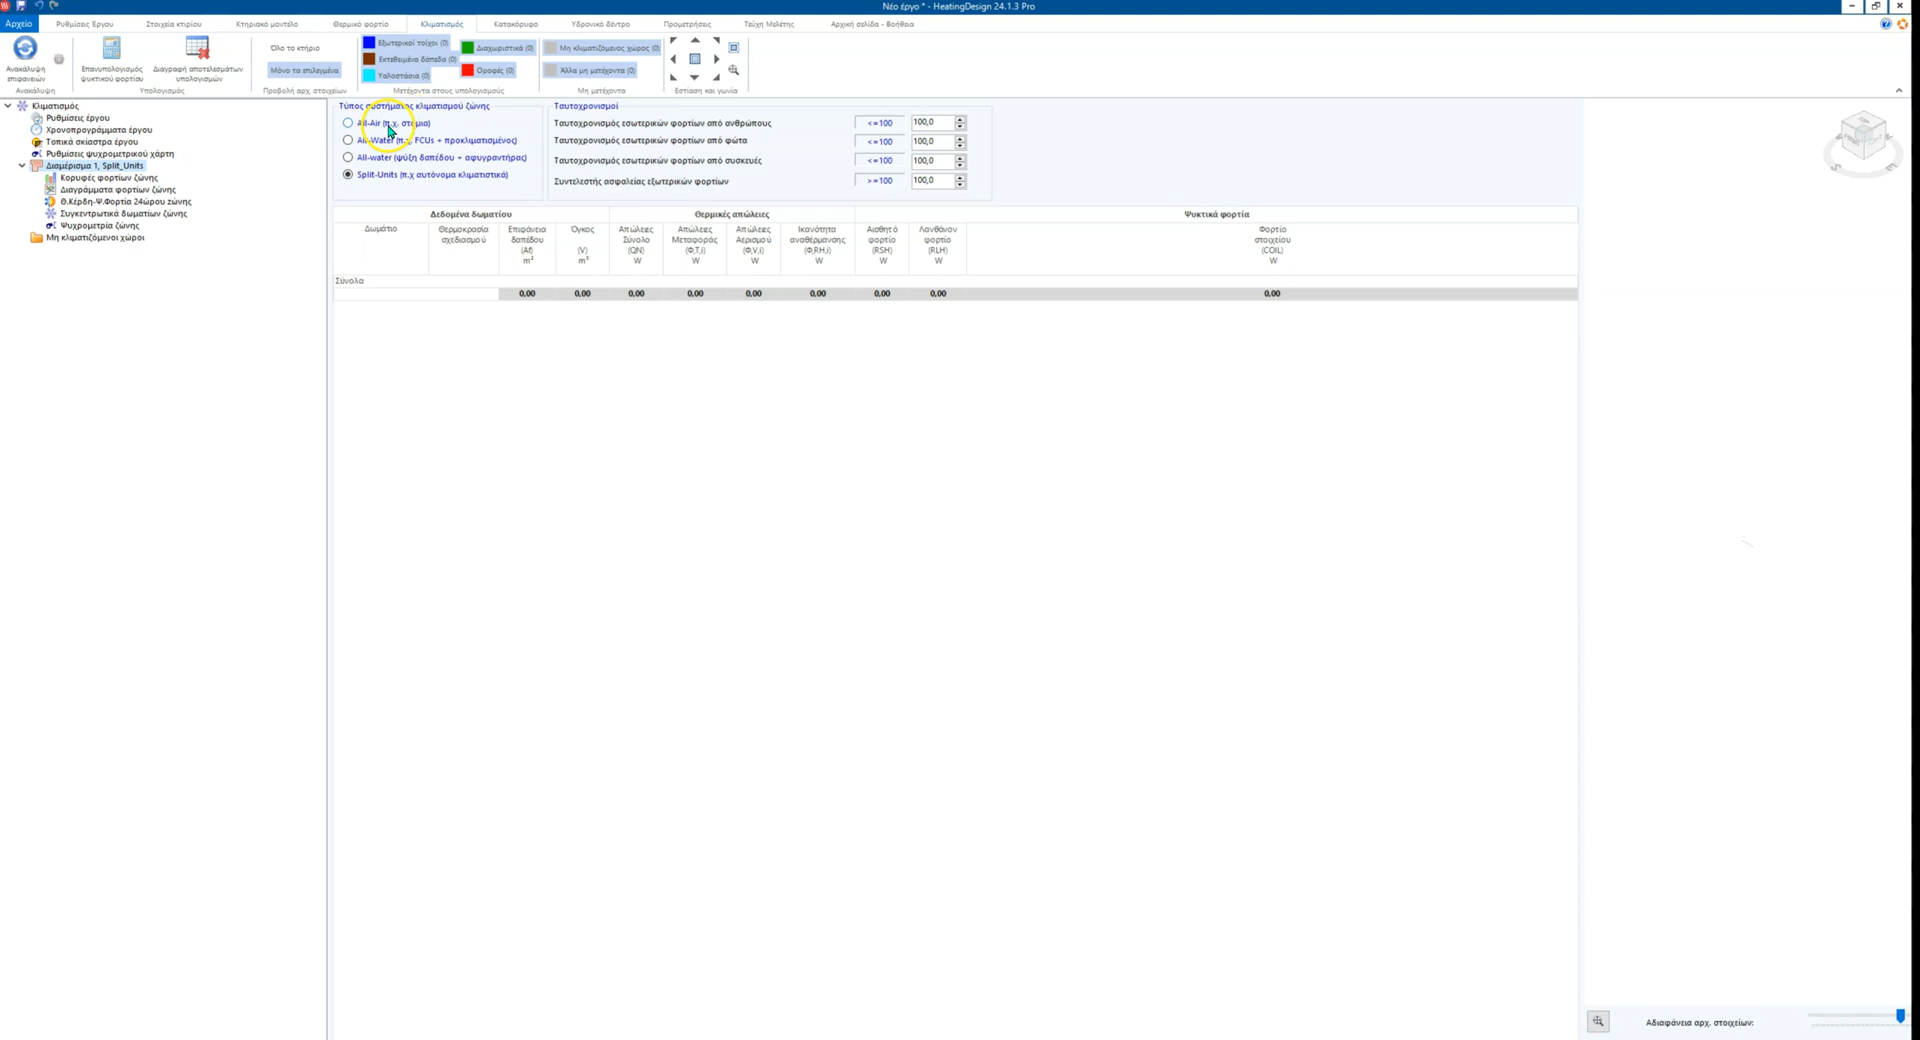 Νέο έργο * - HeatingDesign 24.1.3 Pro
Αρχείο Ρυθμίσεις Έργου Στοιχεία κτιρίου Κτηριακό μοντέλο Θερμικό φορτίο Κλιματισμός Κατακόρυφο Υδρονικό δέντρο Προμετρήσεις Τεύχη Μελέτης Αρχική σελίδα - Βοήθεια
Ανακάλυψη επιφανειών
Ανακάλυψη
Επανυπολογισμός ψυκτικού φορτίου
Διαγραφή αποτελεσμάτων υπολογισμών
Υπολογισμός
Όλο το κτήριο
Μόνο τα επιλεγμένα
Προβολή αρχ. στοιχείων
Εξωτερικοί τοίχοι (0)
Εκτεθειμένα δάπεδα (0)
Υαλοστάσια (0)
Διαχωριστικά (0)
Οροφές (0)
Μετέχοντα στους υπολογισμούς
Μη κλιματιζόμενος χώρος (0)
Άλλα μη μετέχοντα (0)
Μη μετέχοντα
Εστίαση και γωνία
Κλιματισμός
Ρυθμίσεις έργου
Χρονοπρογράμματα έργου
Τοπικά σκίαστρα έργου
Ρυθμίσεις ψυχρομετρικού χάρτη
Διαμέρισμα 1, Split_Units
Κορυφές φορτίων ζώνης
Διαγράμματα φορτίων ζώνης
Θ.Κέρδη-Ψ.Φορτία 24ώρου ζώνης
Συγκεντρωτικά δωματίων ζώνης
Ψυχρομετρία ζώνης
Μη κλιματιζόμενοι χώροι
Τύπος συστήματος κλιματισμού ζώνης
All-Air (π.χ. στόμια)
Air-Water (π.χ. FCUs + προκλιματισμένος)
All-water (ψύξη δαπέδου + αφυγραντήρας)
Split-Units (π.χ αυτόνομα κλιματιστικά)
Ταυτοχρονισμοί
Ταυτοχρονισμός εσωτερικών φορτίων από ανθρώπους <=100 100,0
Ταυτοχρονισμός εσωτερικών φορτίων από φώτα <=100 100,0
Ταυτοχρονισμός εσωτερικών φορτίων από συσκευές <=100 100,0
Συντελεστής ασφαλείας εξωτερικών φορτίων >=100 100,0
Δεδομένα δωματίου Θερμικές απώλειες Ψυκτικά φορτία
Δωμάτιο Θερμοκρασία Επιφάνεια Όγκος Απώλειες Απώλειες Απώλειες Ικανότητα Αισθητό Λανθάνον Φορτίο
σχεδιασμού δαπέδου Σύνολο Μεταφοράς Αερισμού αναθέρμανσης φορτίο φορτίο στοιχείου
(Af) (V) (QN) (Φ,T,i) (Φ,V,i) (Φ,RH,i) (RSH) (RLH) (COIL)
m² m³ W W W W W W W
Σύνολα
0,00 0,00 0,00 0,00 0,00 0,00 0,00 0,00 0,00
Αδιαφάνεια αρχ. στοιχείων: